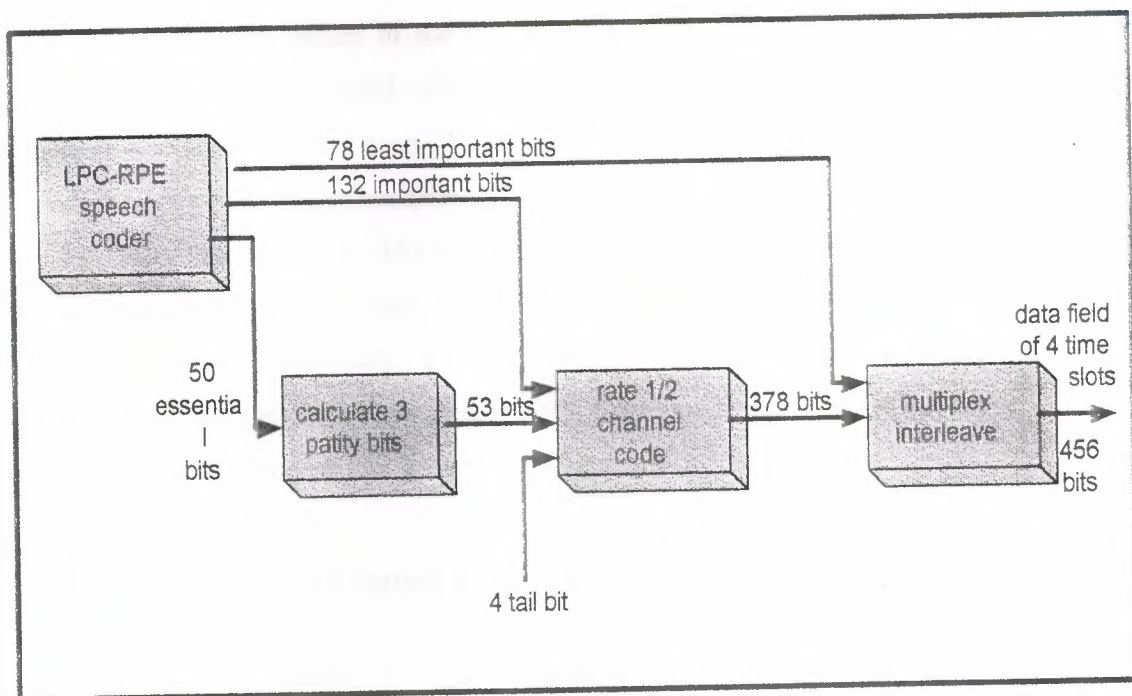 78 least important bits
132 important bits
LPC-RPE
speech
coder
50
essentia
l
bits
calculate 3
patity bits
53 bits
rate 1/2
channel
code
4 tail bit
378 bits
multiplex
interleave
data field
of 4 time
slots
456
bits